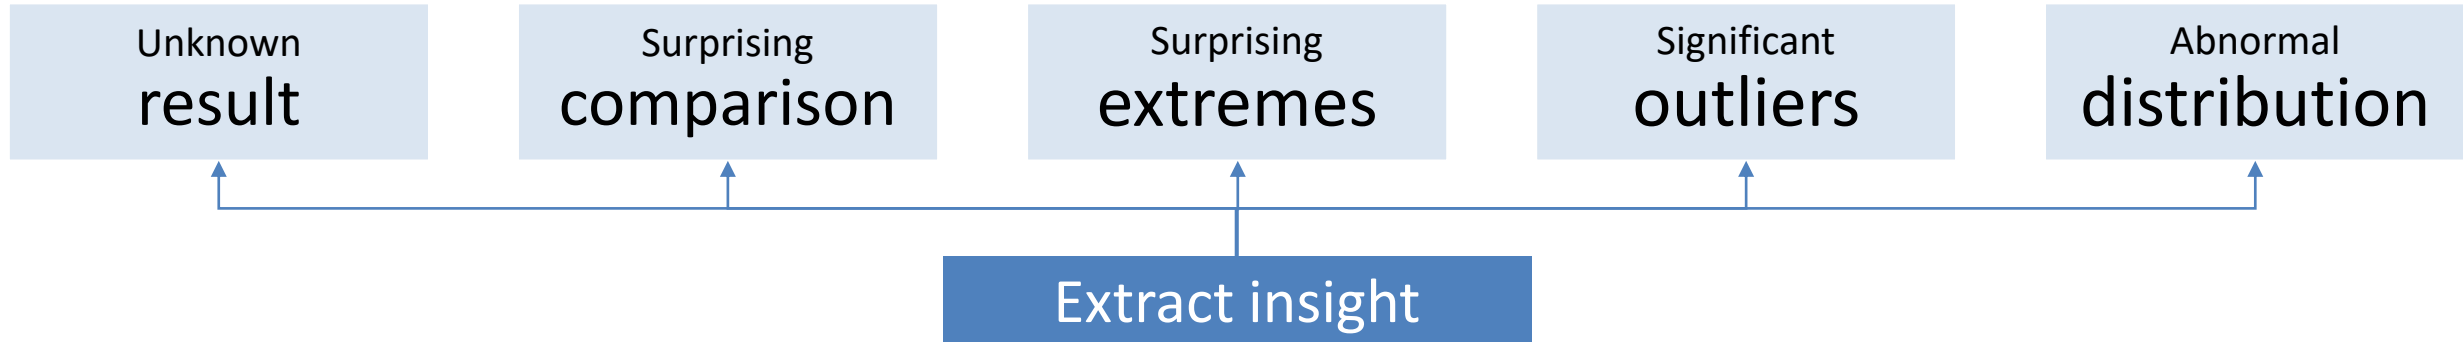 Unknown
result
Surprising
comparison
Surprising
extremes
Significant
outliers
Abnormal
distribution
Extract insight